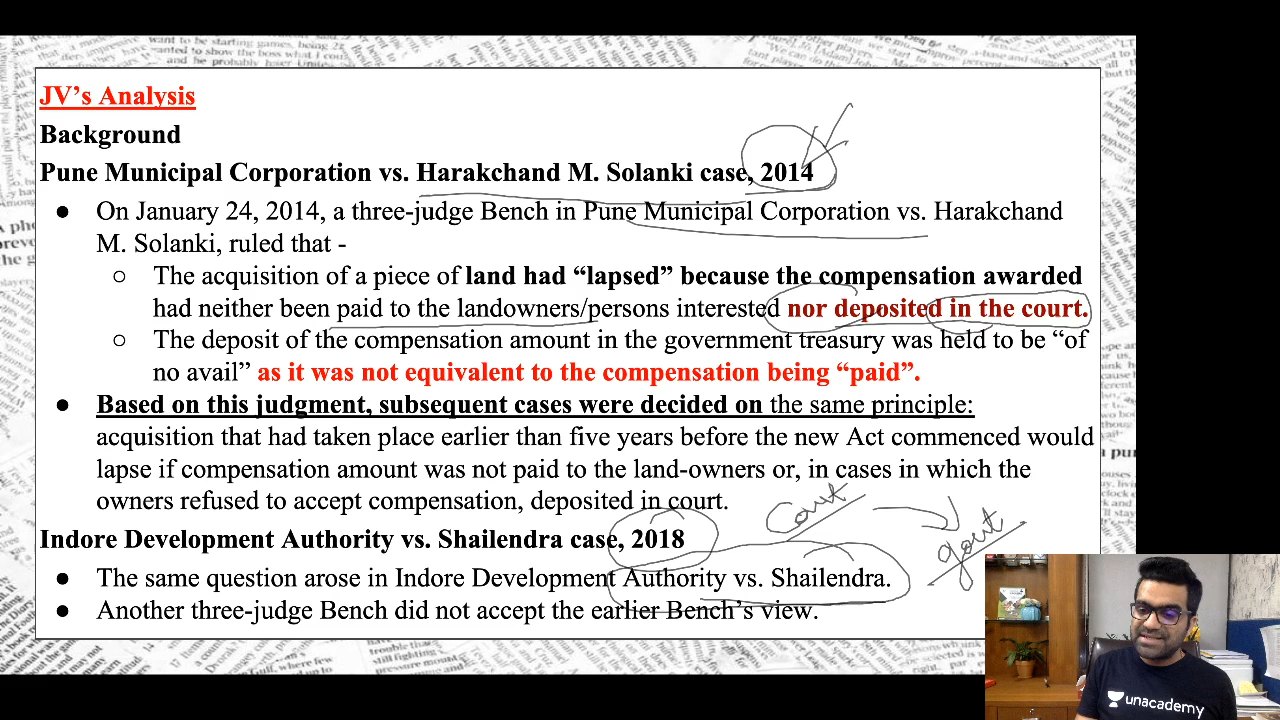 JV’s Analysis
Background
Pune Municipal Corporation vs. Harakchand M. Solanki case, 2014
● On January 24, 2014, a three-judge Bench in Pune Municipal Corporation vs. Harakchand
M. Solanki, ruled that -
○ The acquisition of a piece of land had “lapsed” because the compensation awarded
had neither been paid to the landowners/persons interested nor deposited in the court.
○ The deposit of the compensation amount in the government treasury was held to be “of
no avail” as it was not equivalent to the compensation being “paid”.
● Based on this judgment, subsequent cases were decided on the same principle:
acquisition that had taken place earlier than five years before the new Act commenced would
lapse if compensation amount was not paid to the land-owners or, in cases in which the
owners refused to accept compensation, deposited in court.
Court
govt
Indore Development Authority vs. Shailendra case, 2018
● The same question arose in Indore Development Authority vs. Shailendra.
● Another three-judge Bench did not accept the earlier Bench’s view.
unacademy